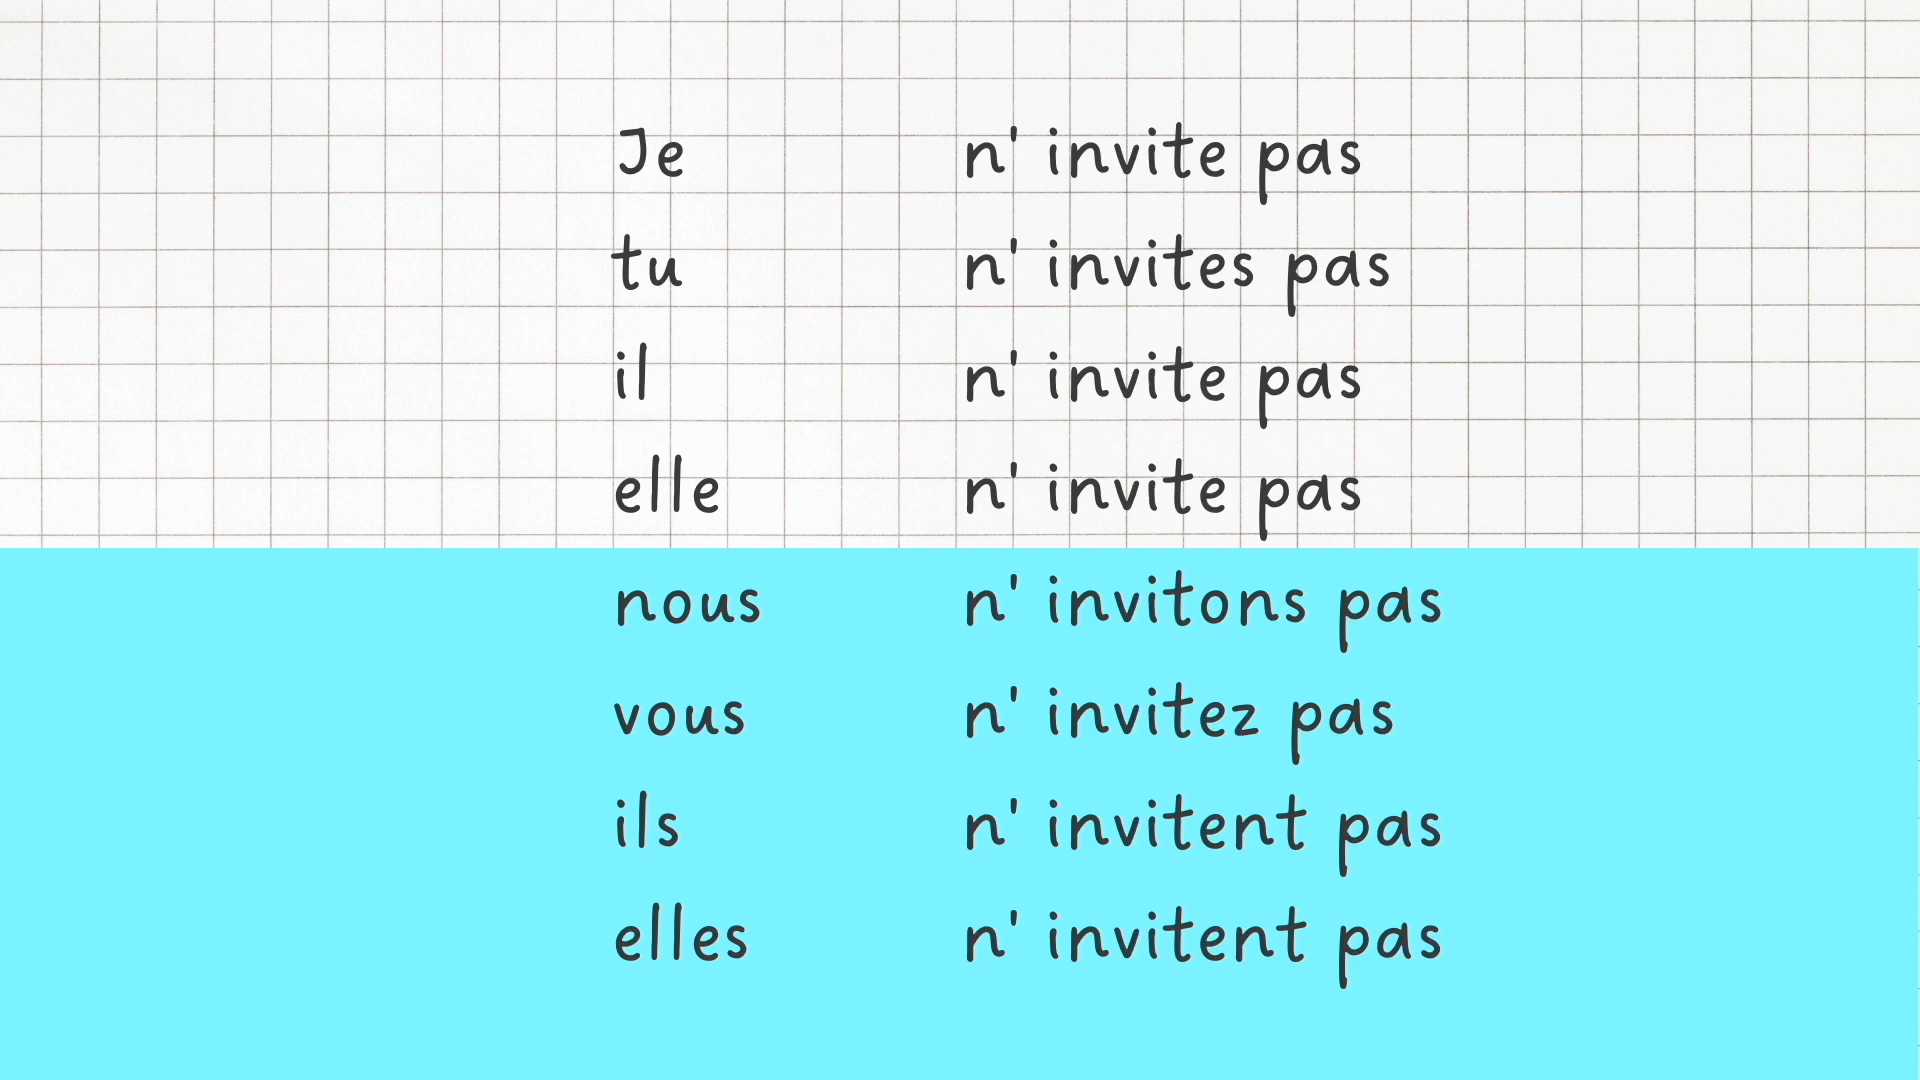 Je n' invite pas
tu n' invites pas
il n' invite pas
elle n' invite pas
nous n' invitons pas
vous n' invitez pas
ils n' invitent pas
elles n' invitent pas